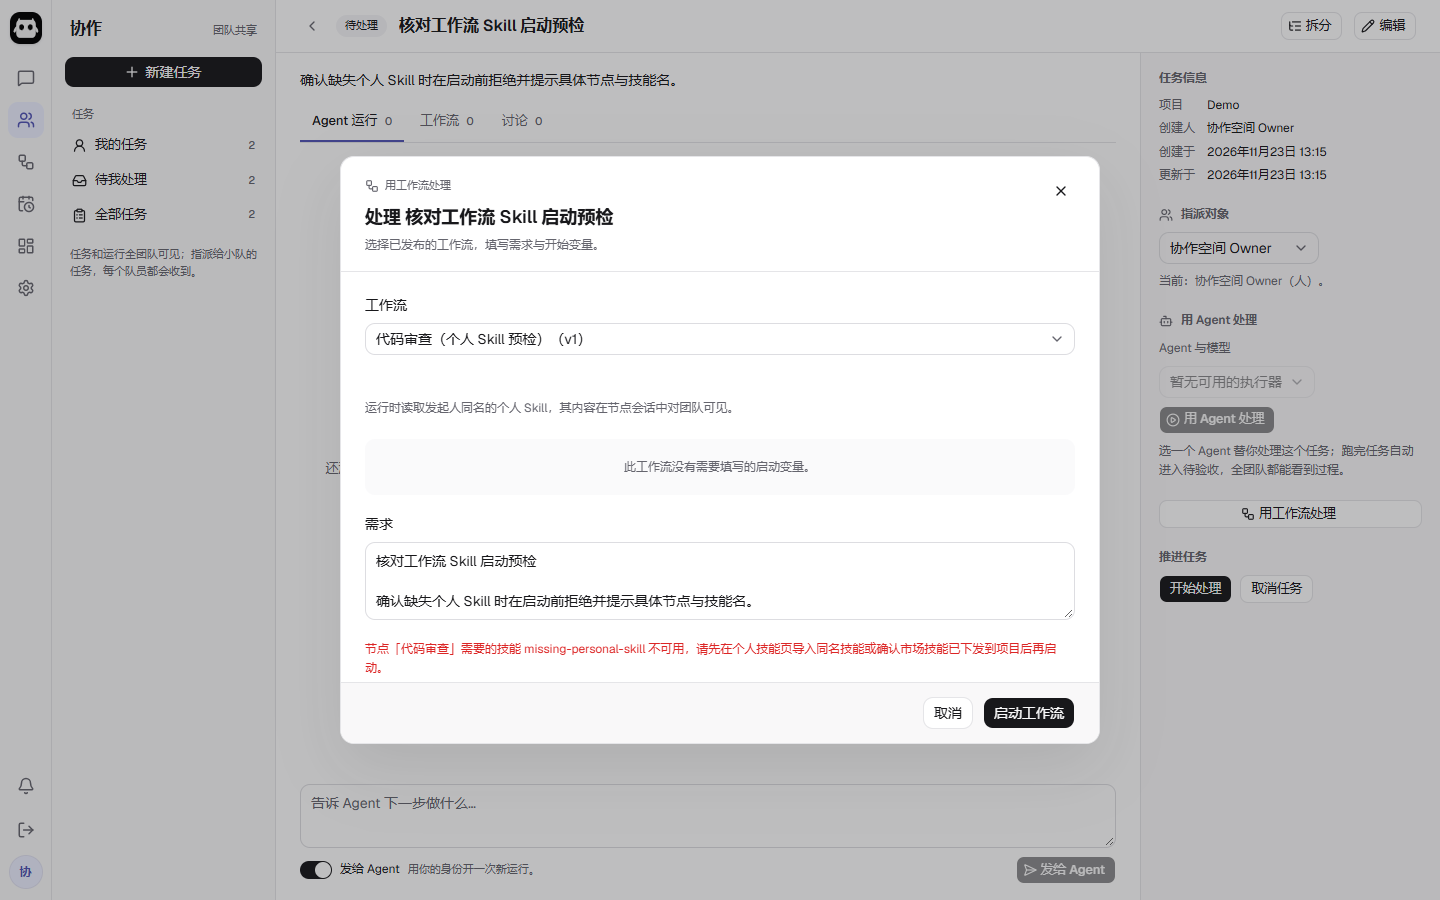 协作
团队共享
新建任务
任务
我的任务 2
待我处理 2
全部任务 2
任务和运行全团队可见；指派给小队的
任务，每个队员都会收到。
协
待处理
核对工作流 Skill 启动预检
拆分
编辑
确认缺失个人 Skill 时在启动前拒绝并提示具体节点与技能名。
Agent 运行 0
工作流 0
讨论 0
用工作流处理
处理 核对工作流 Skill 启动预检
选择已发布的工作流，填写需求与开始变量。
工作流
代码审查（个人 Skill 预检）（v1）
运行时读取发起人同名的个人 Skill，其内容在节点会话中对团队可见。
还
此工作流没有需要填写的启动变量。
需求
核对工作流 Skill 启动预检
确认缺失个人 Skill 时在启动前拒绝并提示具体节点与技能名。
节点「代码审查」需要的技能 missing-personal-skill 不可用，请先在个人技能页导入同名技能或确认市场技能已下发到项目后再启
动。
取消
启动工作流
告诉 Agent 下一步做什么...
发给 Agent
用你的身份开一次新运行。
发给 Agent
任务信息
项目 Demo
创建人 协作空间 Owner
创建于 2026年11月23日 13:15
更新于 2026年11月23日 13:15
指派对象
协作空间 Owner
当前：协作空间 Owner（人）。
用 Agent 处理
Agent 与模型
暂无可用的执行器
用 Agent 处理
选一个 Agent 替你处理这个任务；跑完任务自动
进入待验收，全团队都能看到过程。
用工作流处理
推进任务
开始处理
取消任务